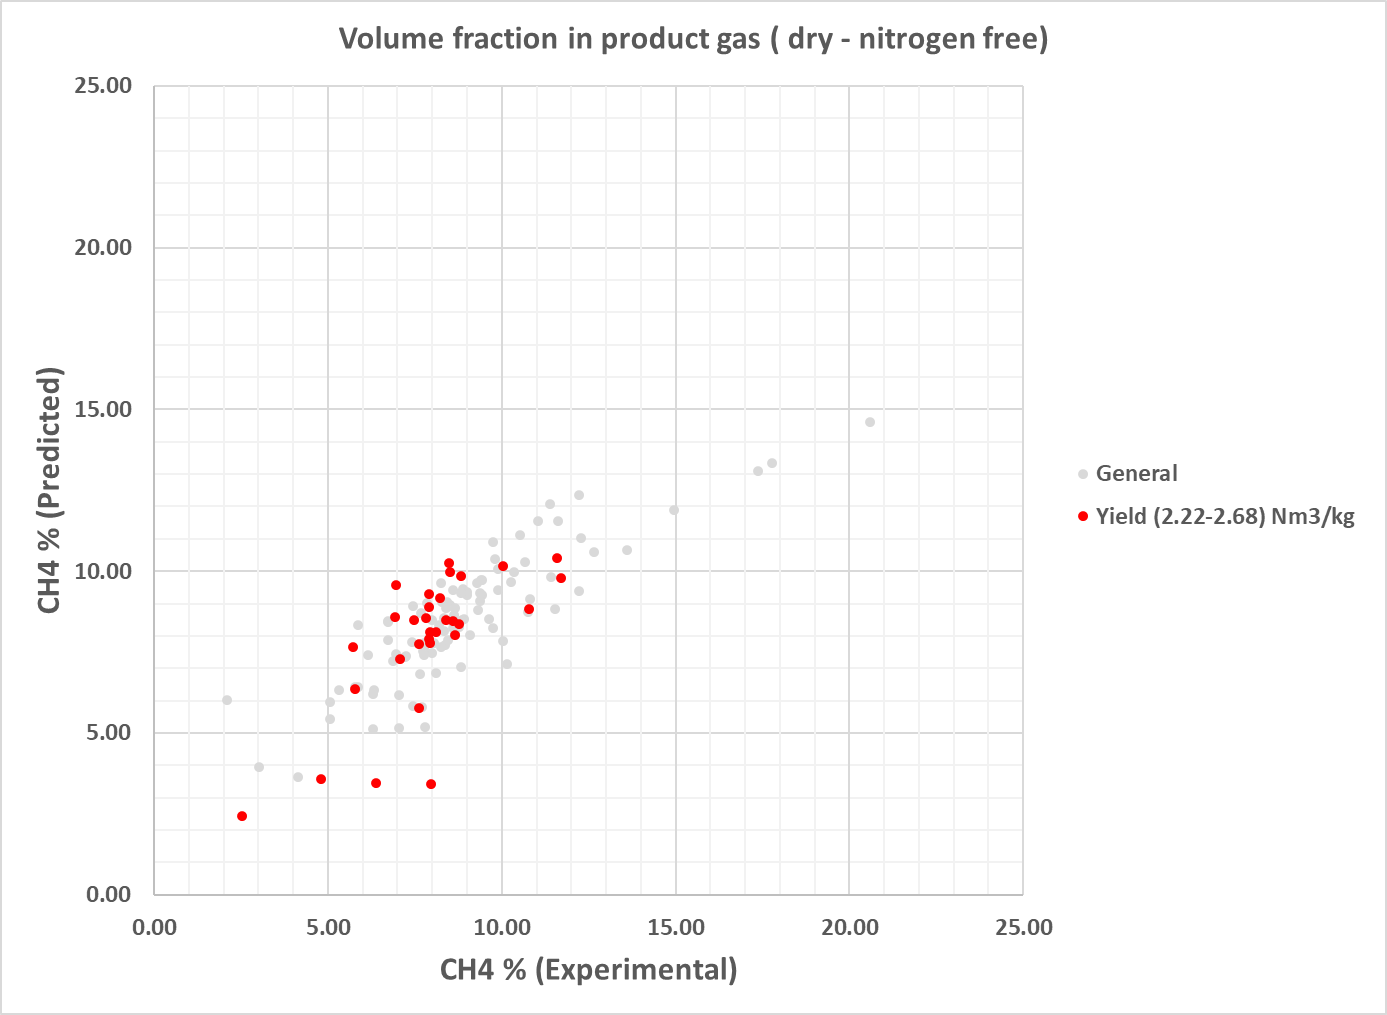 Volume fraction in product gas ( dry - nitrogen free)
25.00
20.00
15.00
10.00
5.00
0.00
CH4 % (Predicted)
0.00 5.00 10.00 15.00 20.00 25.00
CH4 % (Experimental)
General
Yield (2.22-2.68) Nm3/kg